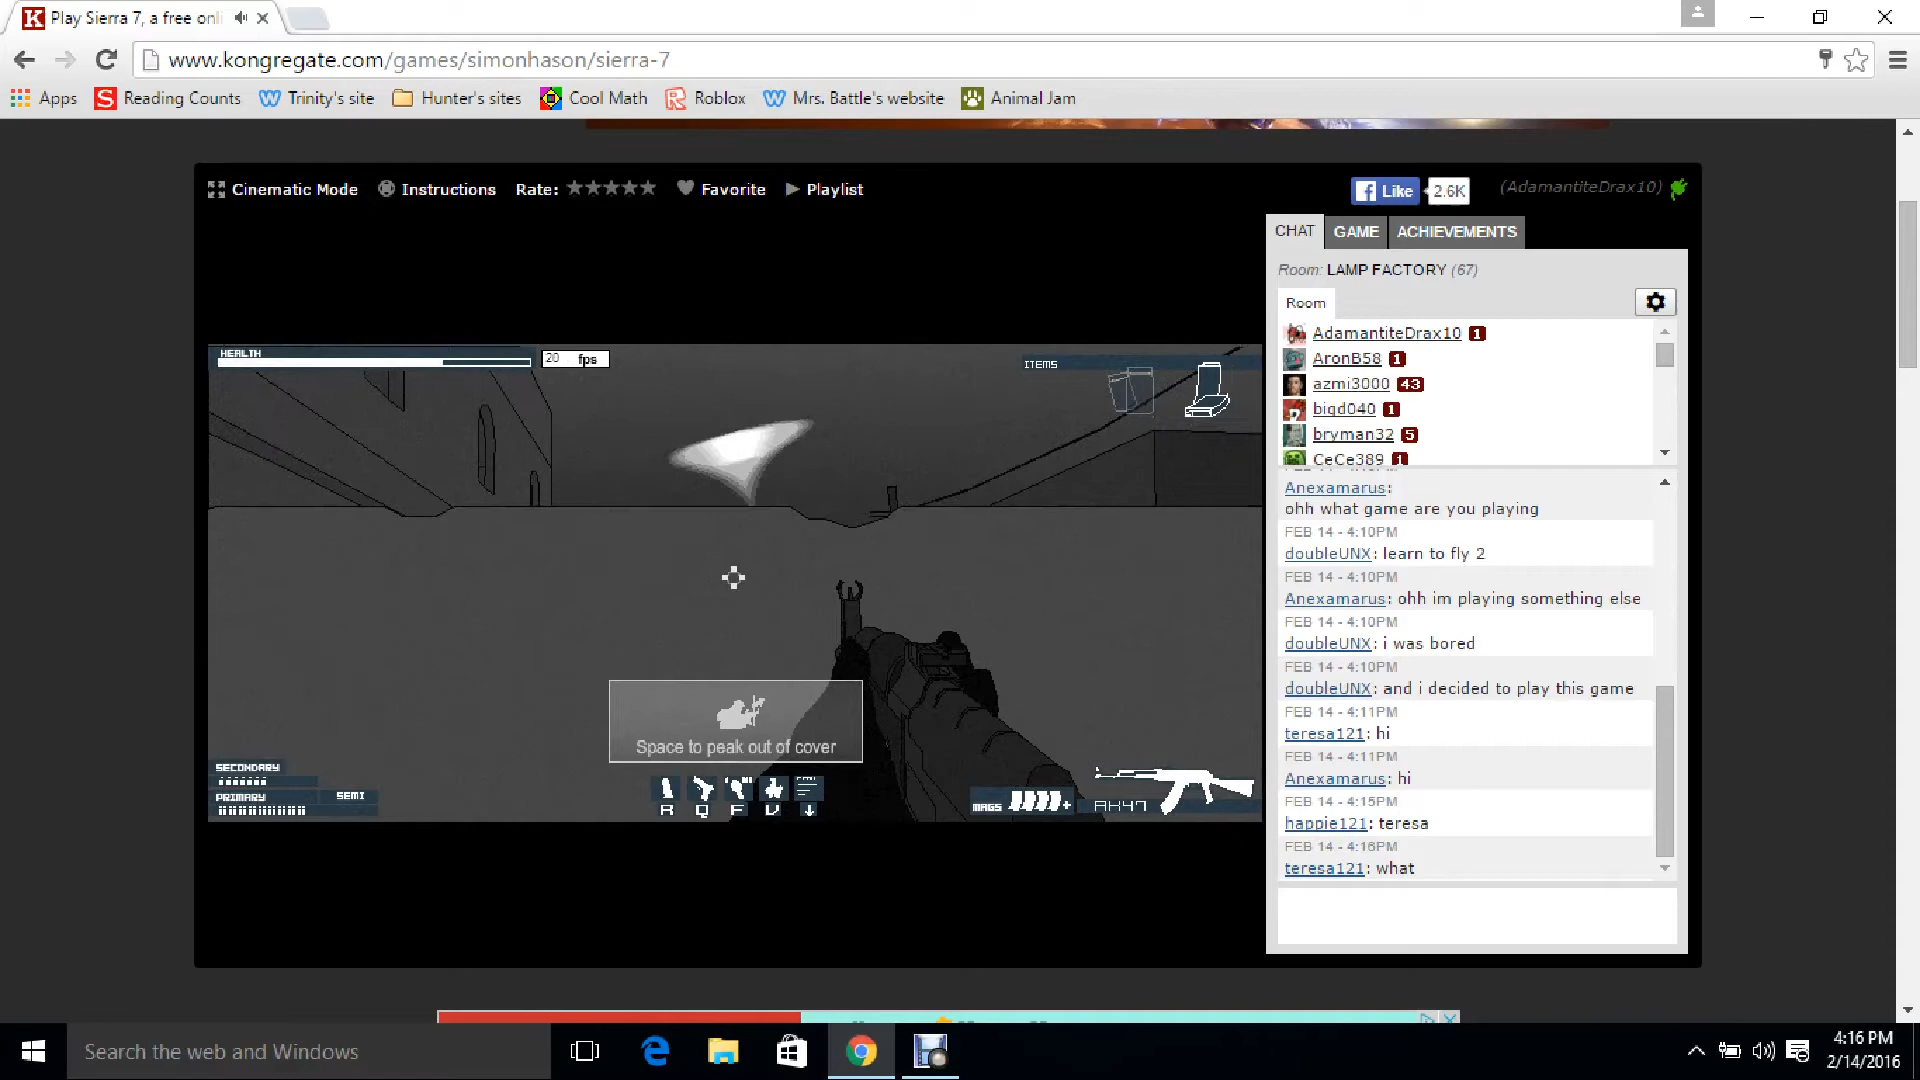 Play Sierra 7, a free onli
www.kongregate.com/games/simonhason/sierra-7
Apps Reading Counts Trinity's site Hunter's sites Cool Math Roblox Mrs. Battle's website Animal Jam
Cinematic Mode Instructions Rate: Favorite Playlist
Like 2.6K (AdamantiteDrax10)
CHAT GAME ACHIEVEMENTS
Room: LAMP FACTORY (67)
Room
AdamantiteDrax10 1
AronB58 1
azmi3000 43
bigd040 1
bryman32 5
CeCe389 1
Anexamarus:
ohh what game are you playing
FEB 14 - 4:10PM
doubleUNX: learn to fly 2
FEB 14 - 4:10PM
Anexamarus: ohh im playing something else
FEB 14 - 4:10PM
doubleUNX: i was bored
FEB 14 - 4:10PM
doubleUNX: and i decided to play this game
FEB 14 - 4:11PM
teresa121: hi
FEB 14 - 4:11PM
Anexamarus: hi
FEB 14 - 4:15PM
happie121: teresa
FEB 14 - 4:16PM
teresa121: what
HEALTH
20 fps
ITEMS
Space to peak out of cover
SECONDARY
PRIMARY SEMI
R Q F V
MAGS + AK47
Search the web and Windows
4:16 PM
2/14/2016